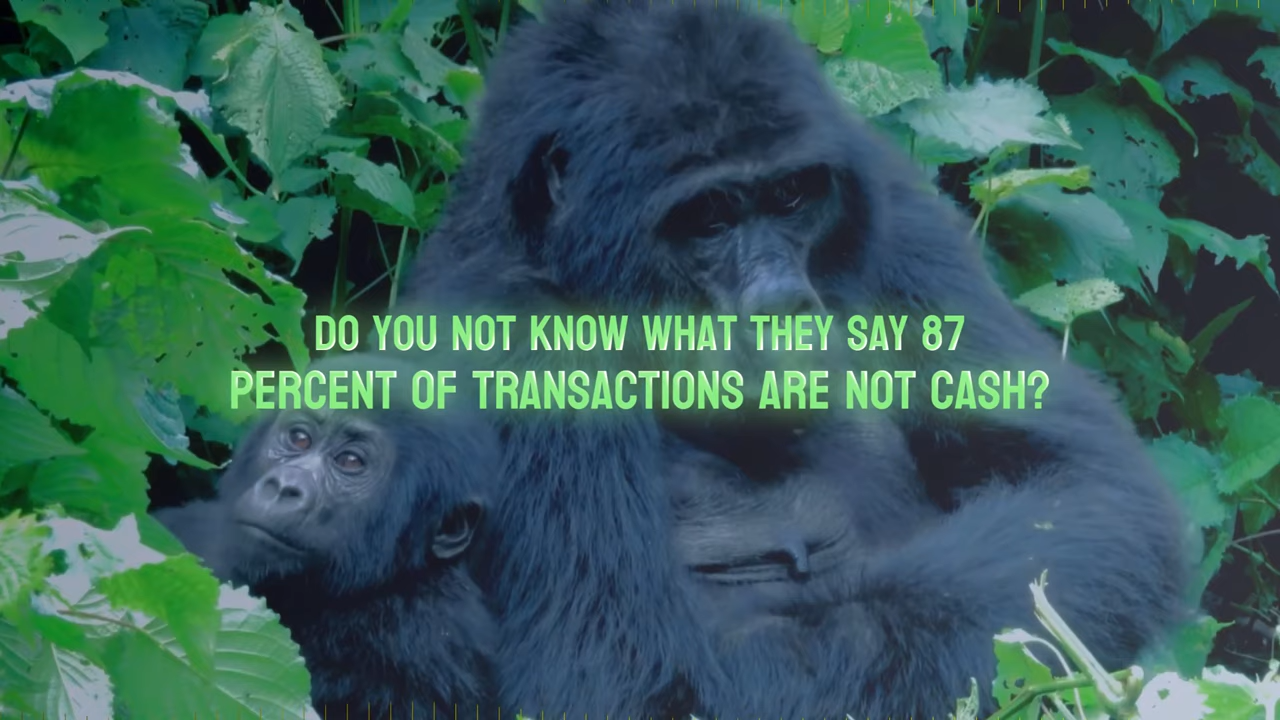 DO YOU NOT KNOW WHAT THEY SAY 87
PERCENT OF TRANSACTIONS ARE NOT CASH?